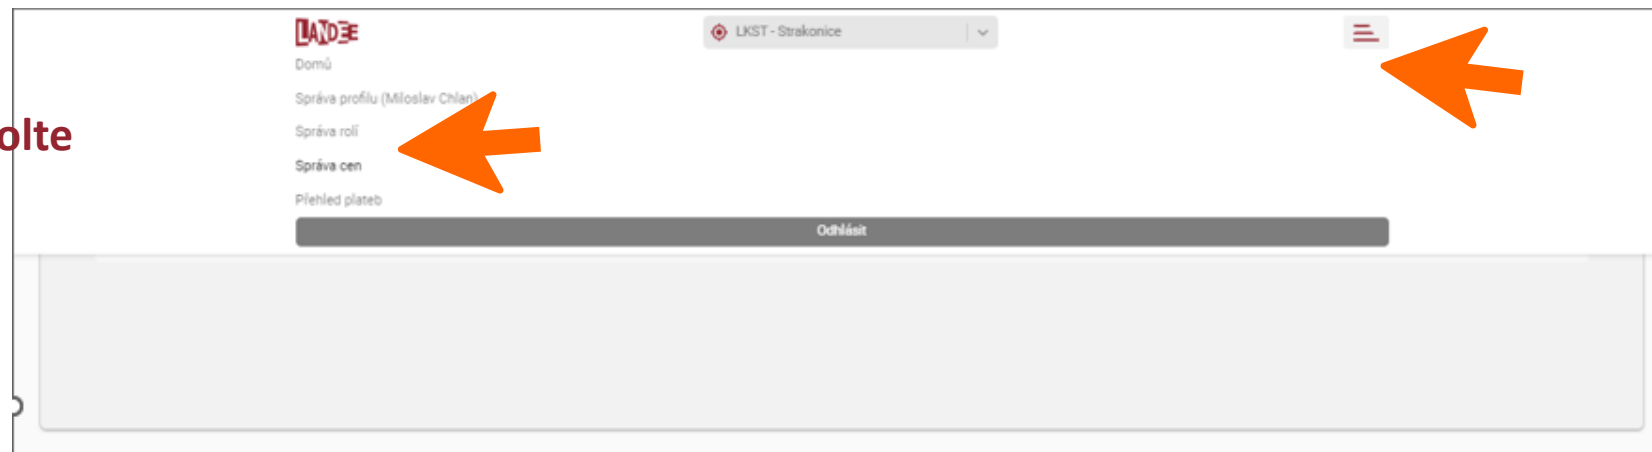 LANDEE
LKST - Strakonice
Domů
Správa profilu (Miloslav Chlan)
olte
Správa rolí
Správa cen
Přehled plateb
Odhlásit